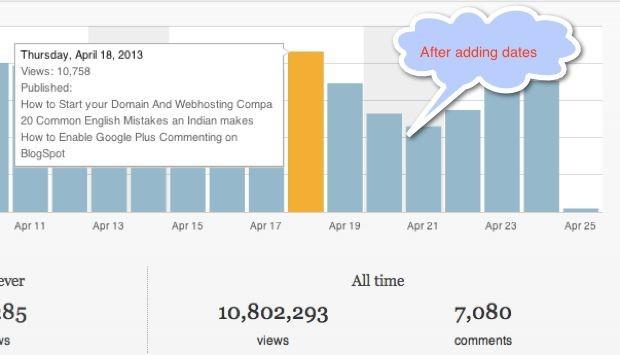 After adding dates
Thursday, April 18, 2013
Views: 10,758
Published:
How to Start your Domain And Webhosting Compa
20 Common English Mistakes an Indian makes
How to Enable Google Plus Commenting on
BlogSpot
Apr 11 Apr 13 Apr 15 Apr 17 Apr 19 Apr 21 Apr 23 Apr 25
ever All time
:85 10,802,293 7,080
ws views comments